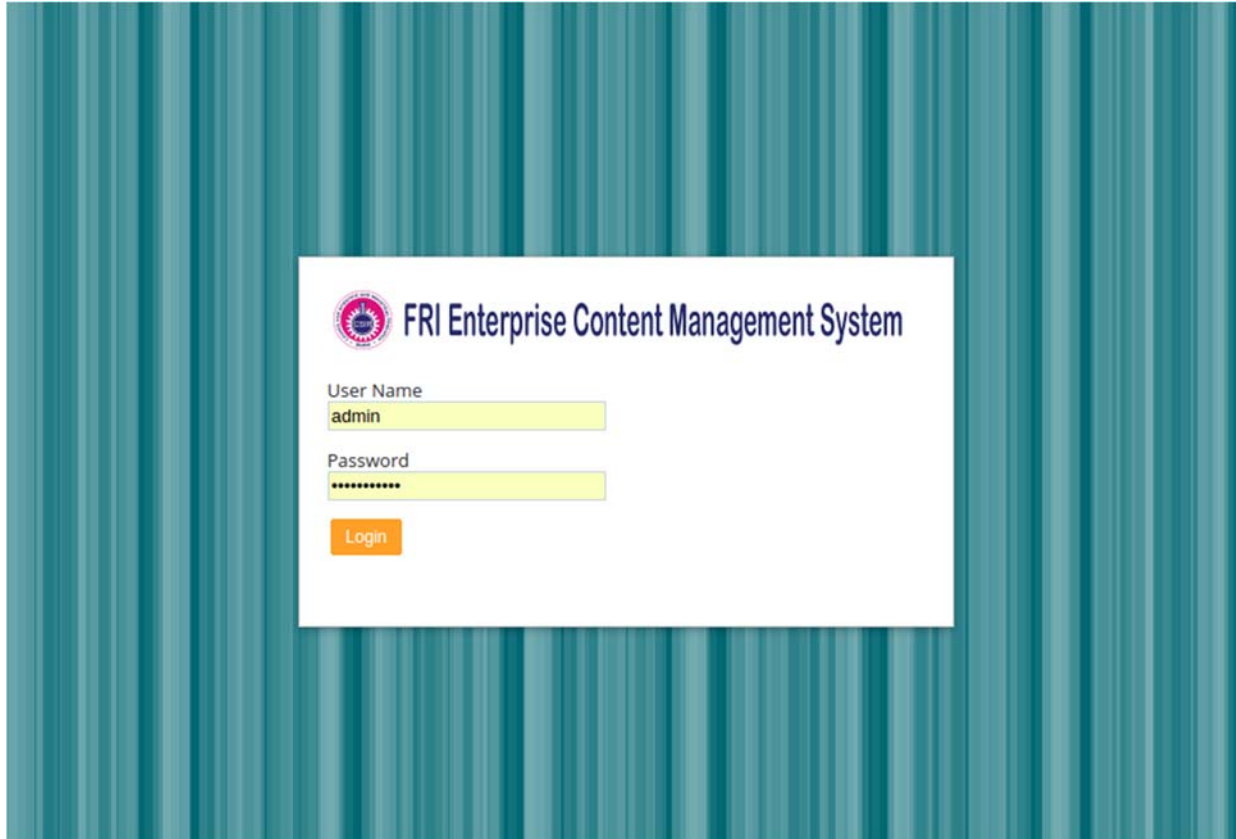 FRI Enterprise Content Management System
User Name
admin
Password
•••••••••••
Login